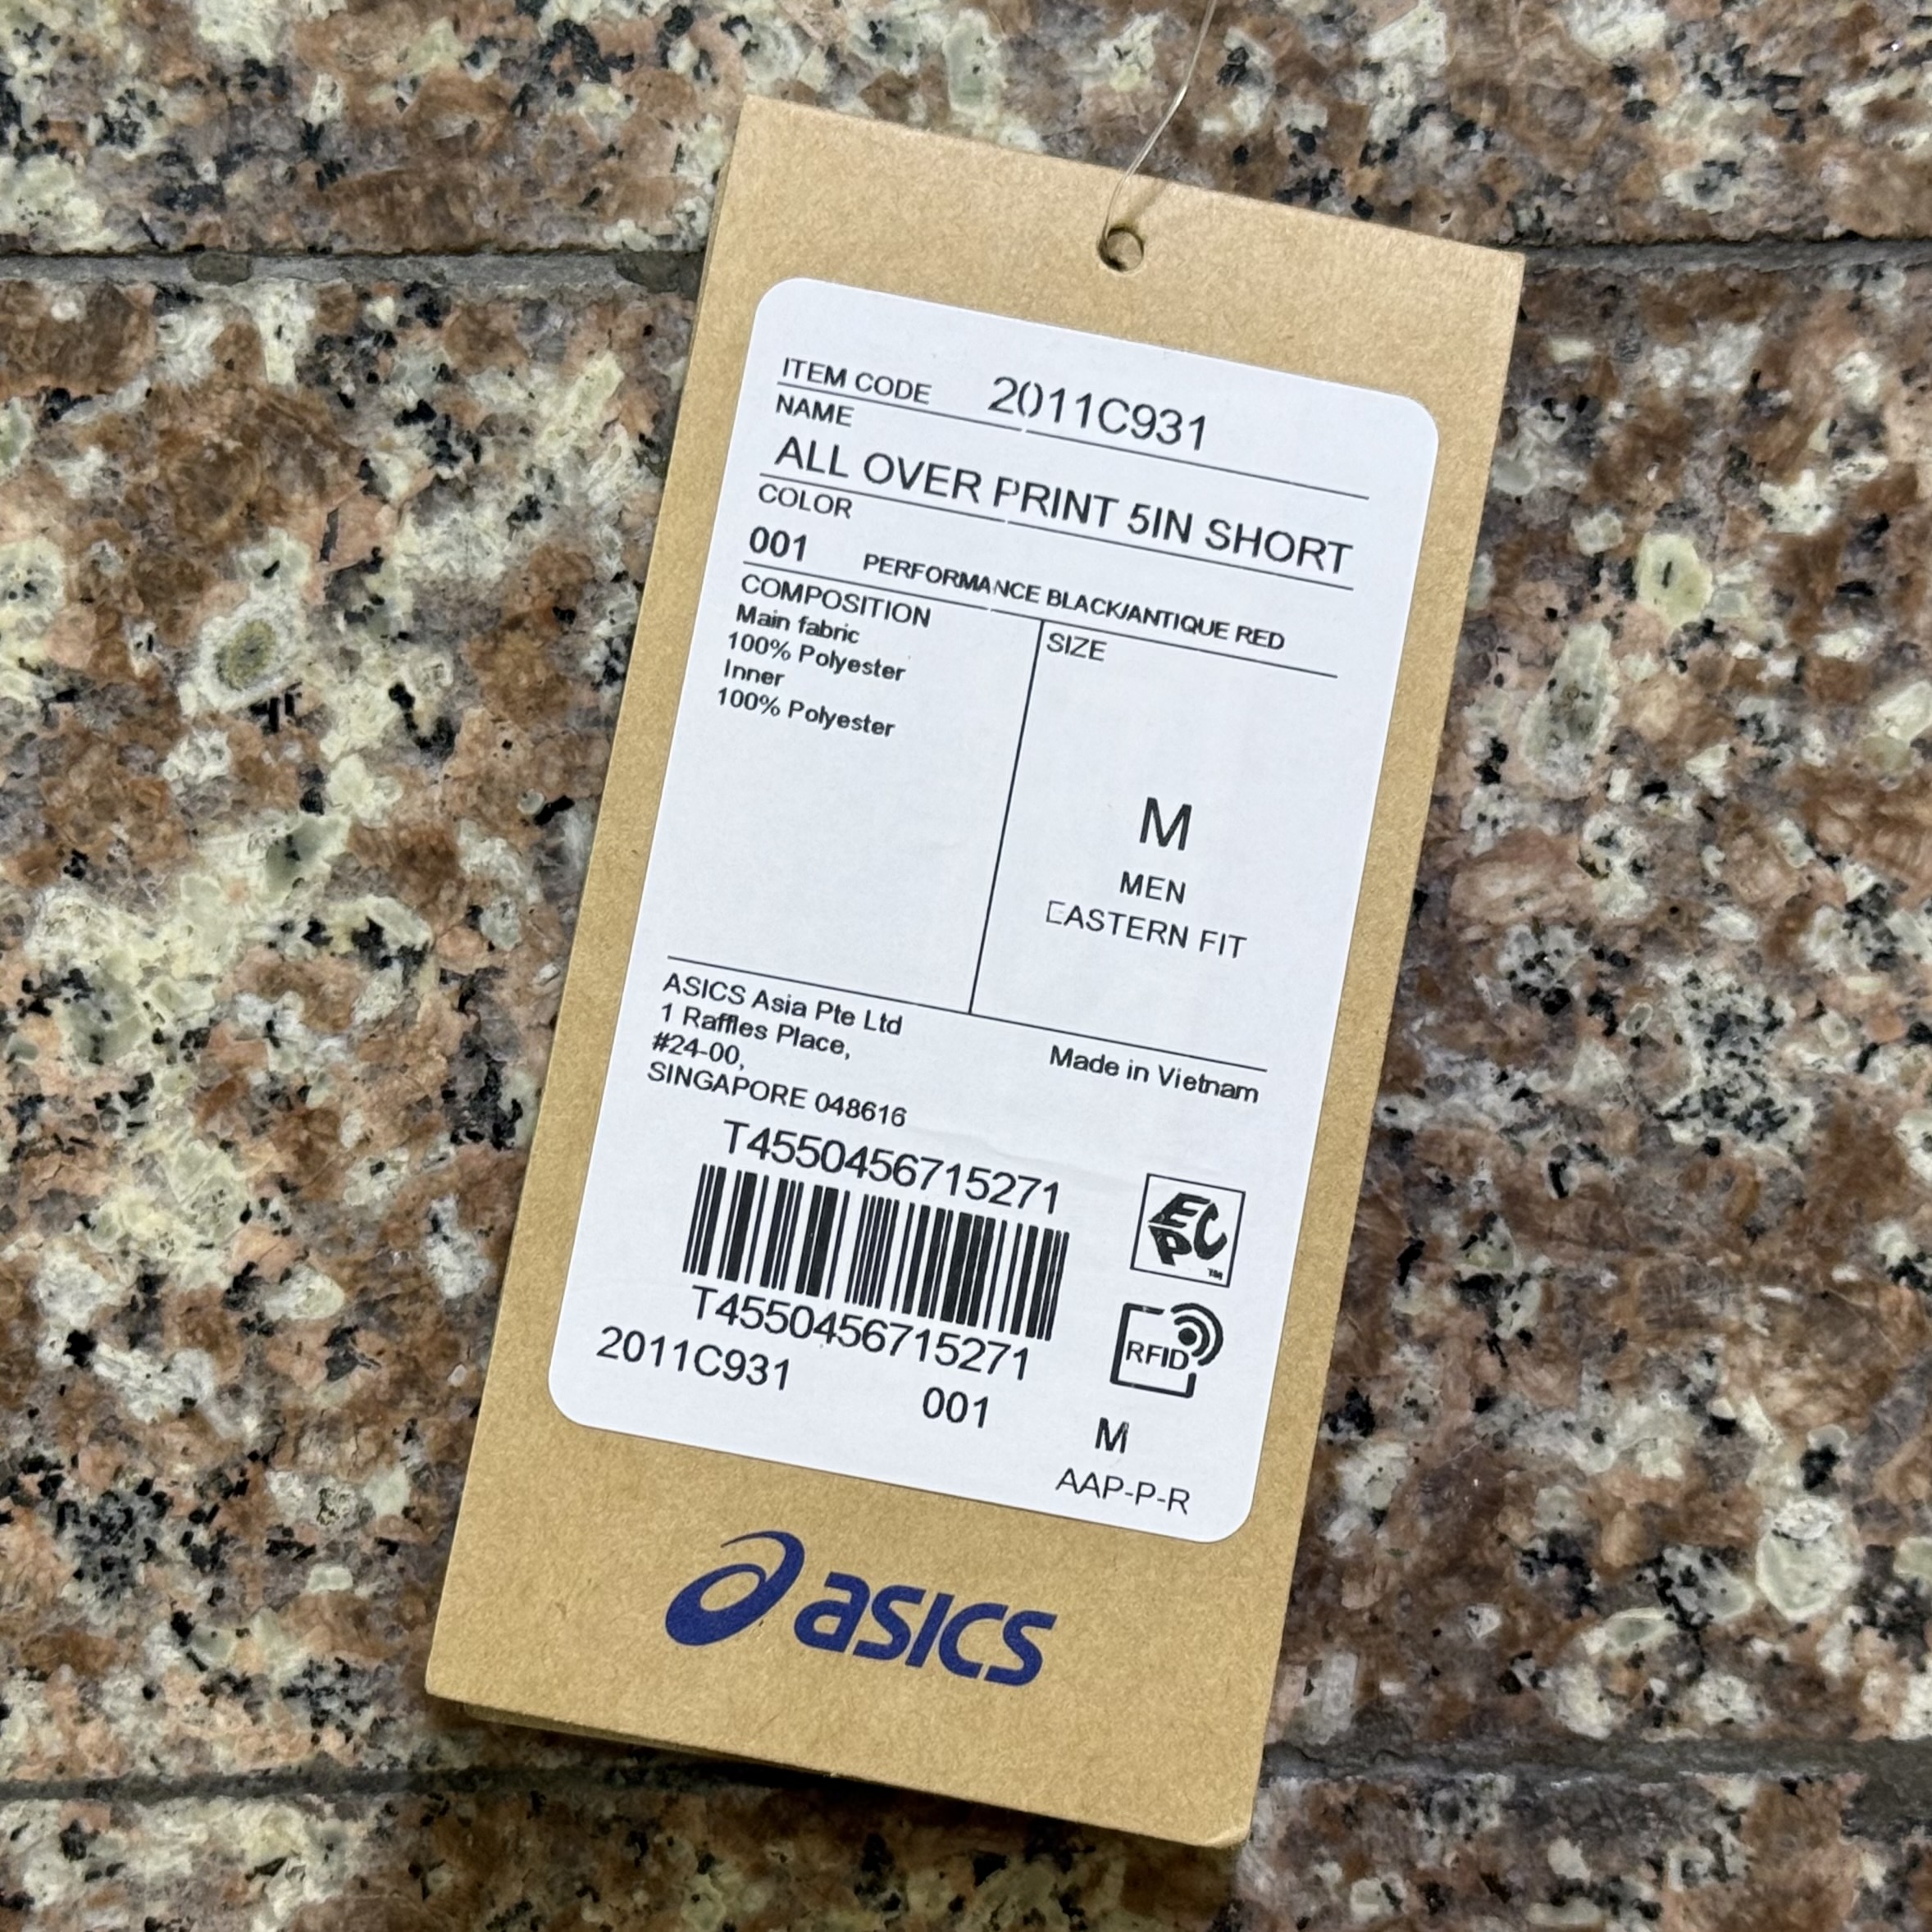 ITEM CODE 2011C931
NAME
ALL OVER PRINT 5IN SHORT
COLOR
001 PERFORMANCE BLACK/ANTIQUE RED
COMPOSITION
Main fabric
100% Polyester
Inner
100% Polyester
SIZE
M
MEN
EASTERN FIT
ASICS Asia Pte Ltd
1 Raffles Place,
#24-00,
SINGAPORE 048616
Made in Vietnam
T4550456715271
T4550456715271
EPC™
RFID
2011C931 001 M
AAP-P-R
asics